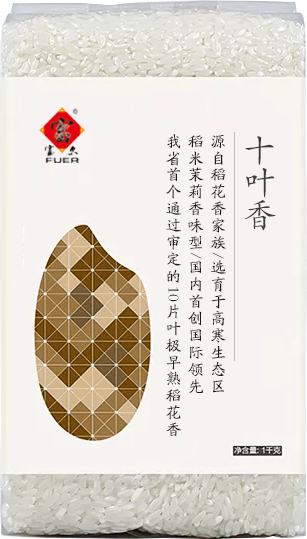 富
®
富尔
FUER
十叶香
源自稻花香家族/选育于高寒生态区
稻米茉莉香味型/国内首创国际领先
我省首个通过审定的10片叶极早熟稻花香
净含量:1千克